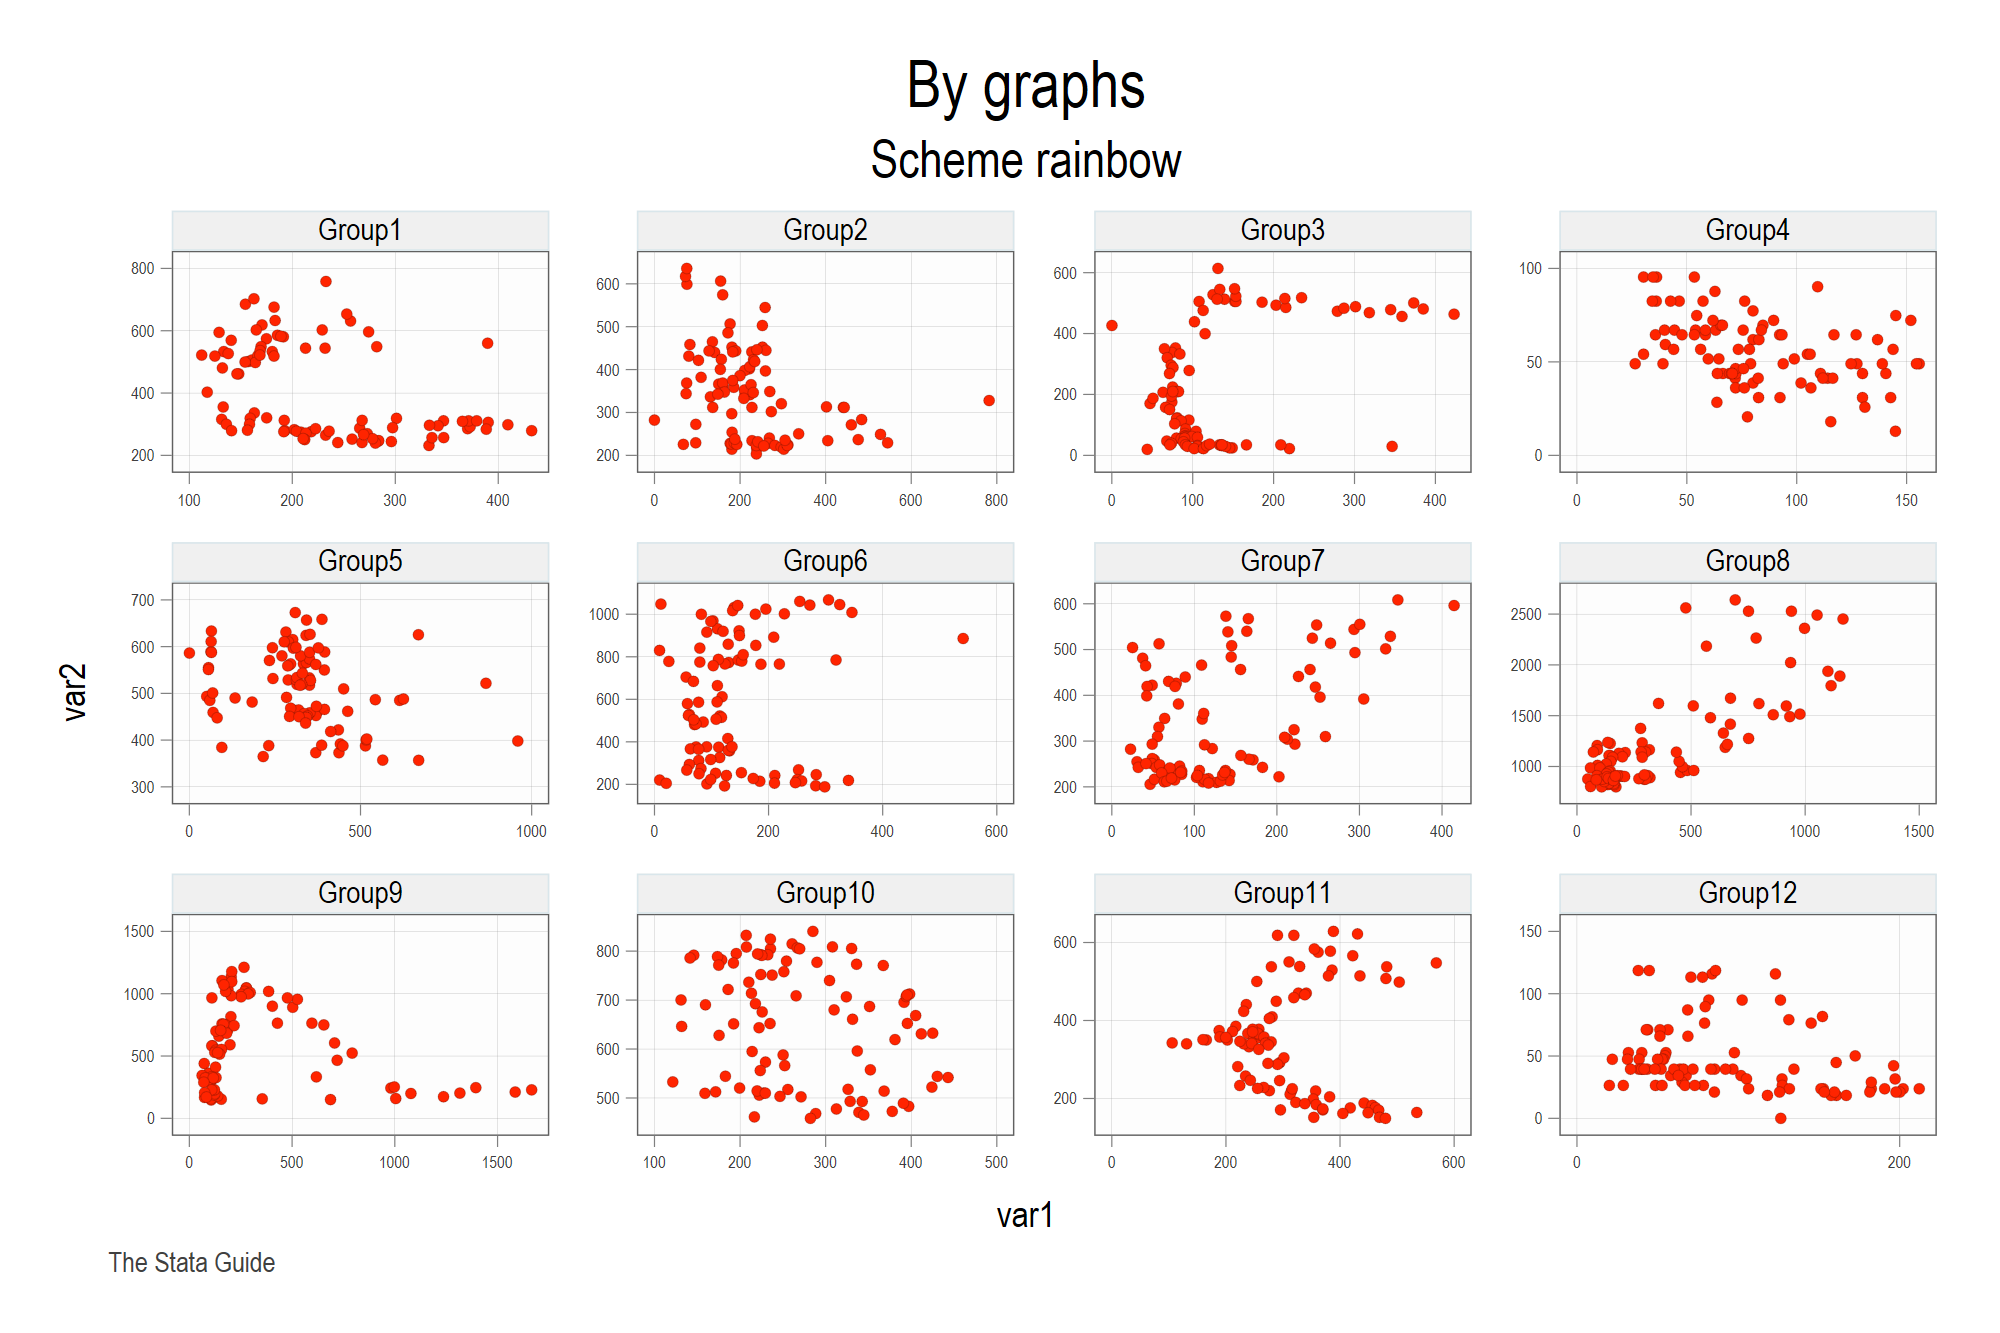 By graphs
Scheme rainbow
Group1
Group2
Group3
Group4
800
600
400
200
100 200 300 400
600
500
400
300
200
0 200 400 600 800
600
400
200
0
0 100 200 300 400
100
50
0
0 50 100 150
Group5
Group6
Group7
Group8
700
600
500
400
300
0 500 1000
1000
800
600
400
200
0 200 400 600
600
500
400
300
200
0 100 200 300 400
2500
2000
1500
1000
0 500 1000 1500
var2
Group9
Group10
Group11
Group12
1500
1000
500
0
0 500 1000 1500
800
700
600
500
100 200 300 400 500
600
400
200
0 200 400 600
150
100
50
0
0 200
var1
The Stata Guide